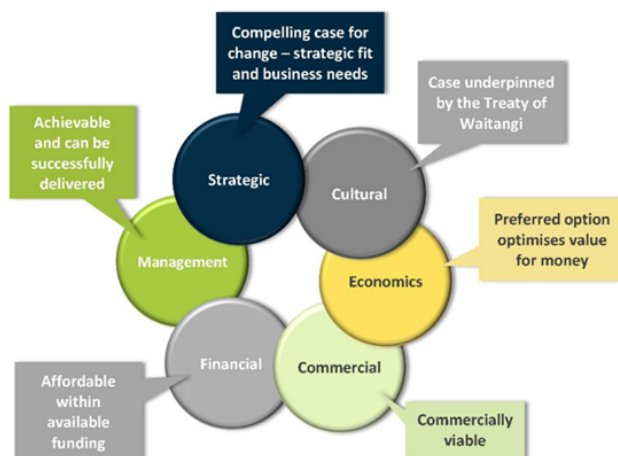 Compelling case for
change – strategic fit
and business needs
Case underpinned
by the Treaty of
Waitangi
Achievable
and can be
successfully
delivered
Strategic
Cultural
Preferred option
optimises value
for money
Management
Economics
Financial
Commercial
Affordable
within
available
funding
Commercially
viable